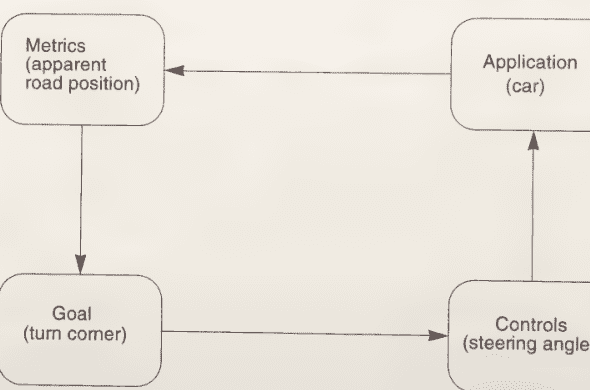 Metrics
(apparent
road position)
Application
(car)
Goal
(turn corner)
Controls
(steering angle